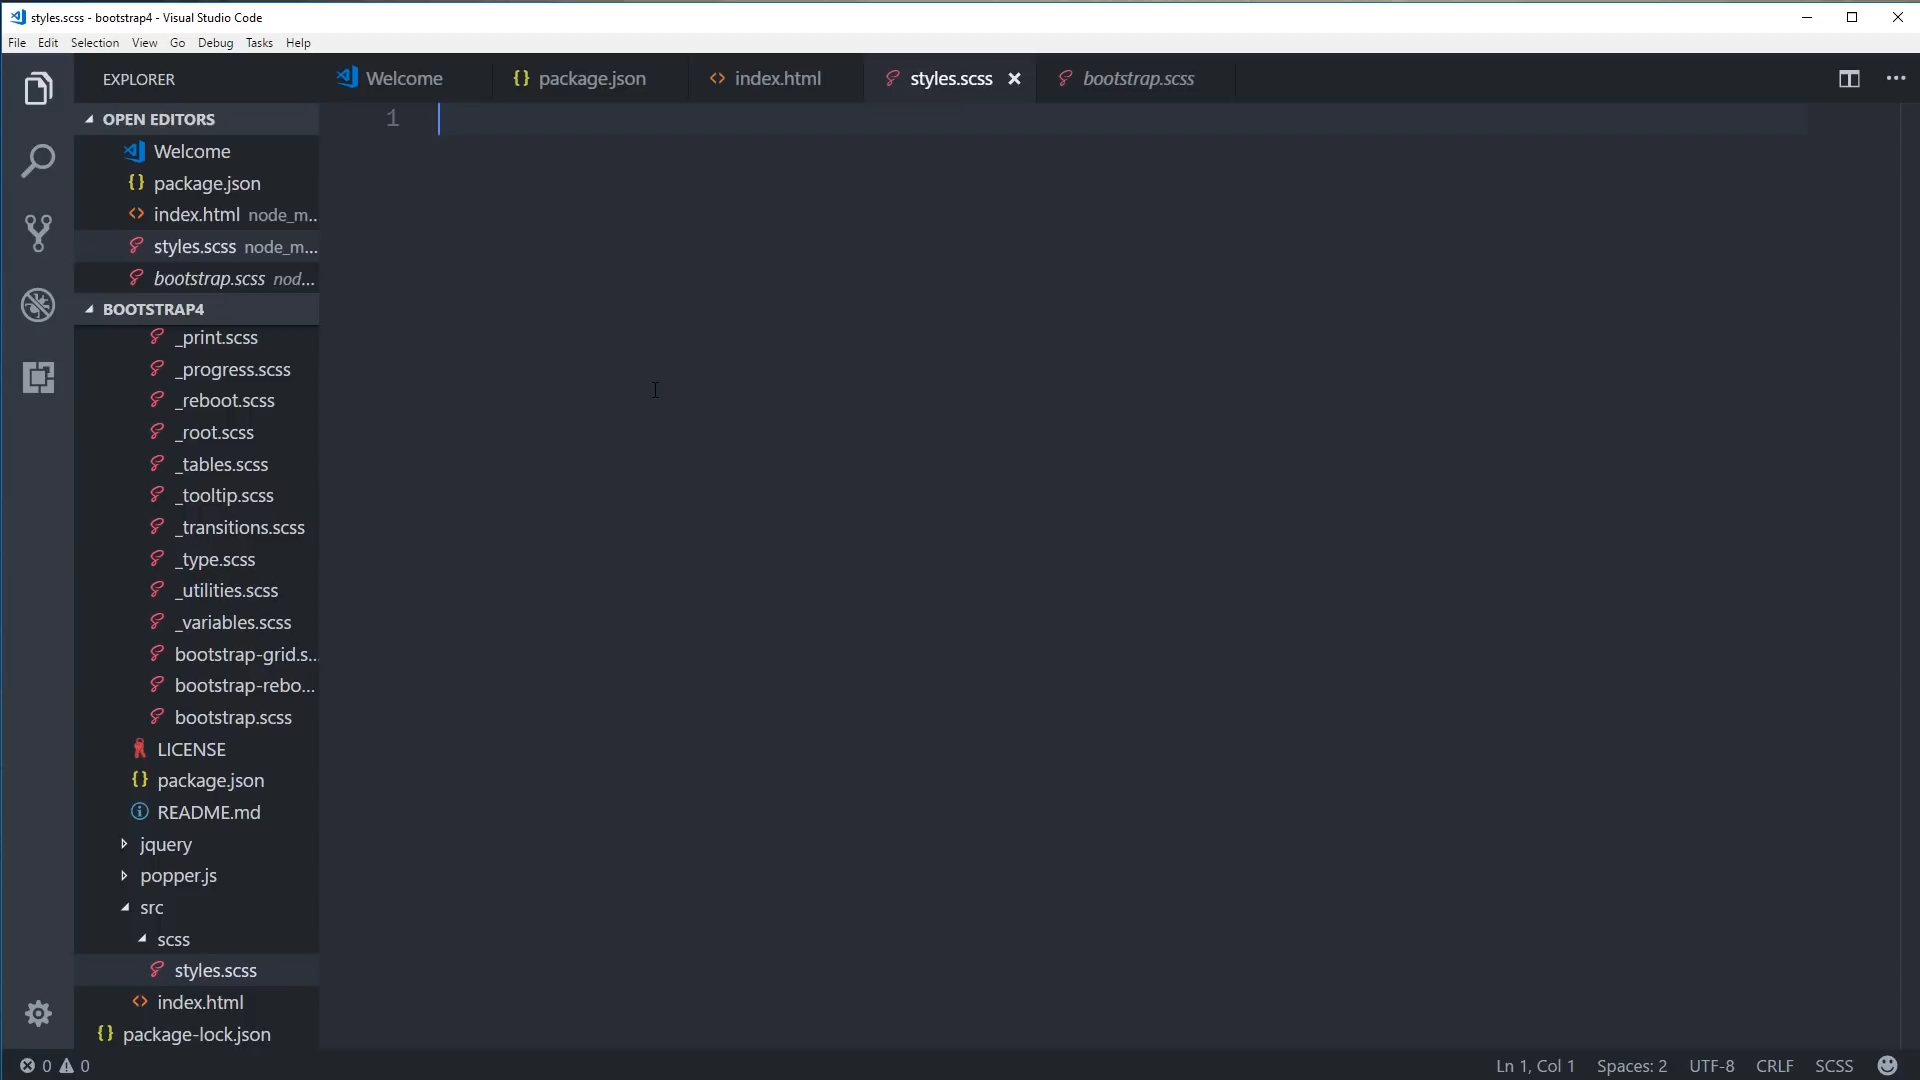 styles.scss - bootstrap4 - Visual Studio Code
File Edit Selection View Go Debug Tasks Help
EXPLORER
Welcome
package.json
index.html
styles.scss
bootstrap.scss
OPEN EDITORS
Welcome
package.json
index.html node_m...
styles.scss node_m...
bootstrap.scss nod...
BOOTSTRAP4
_print.scss
_progress.scss
_reboot.scss
_root.scss
_tables.scss
_tooltip.scss
_transitions.scss
_type.scss
_utilities.scss
_variables.scss
bootstrap-grid.s...
bootstrap-rebo...
bootstrap.scss
LICENSE
package.json
README.md
jquery
popper.js
src
scss
styles.scss
index.html
package-lock.json
1
0 0
Ln 1, Col 1 Spaces: 2 UTF-8 CRLF SCSS